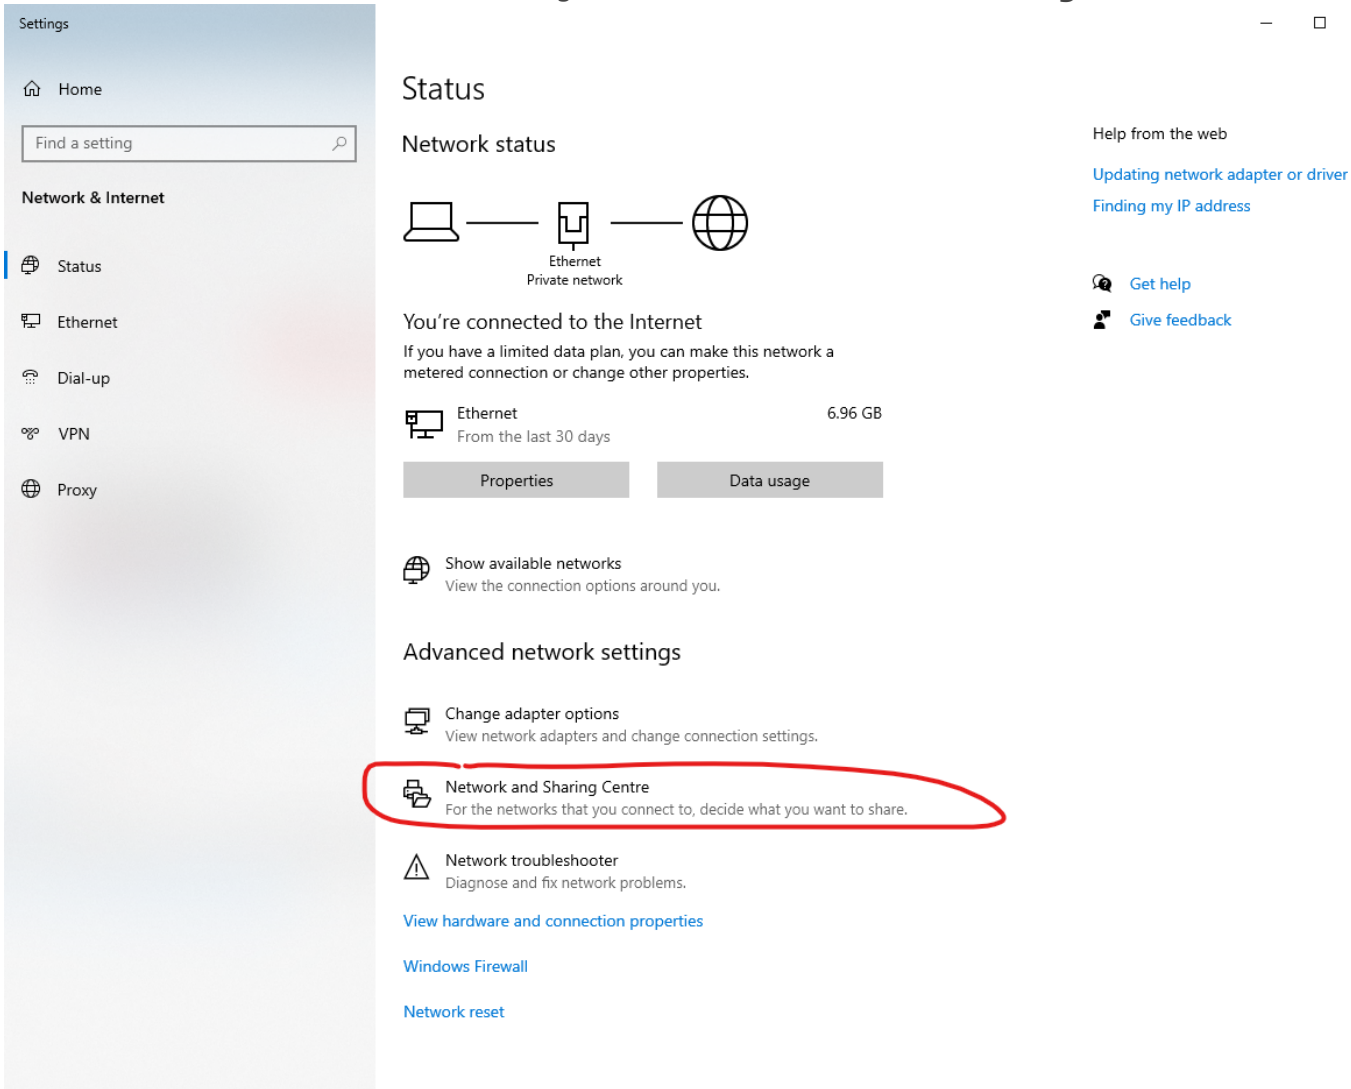 Settings
Home
Find a setting
Network & Internet
Status
Ethernet
Dial-up
VPN
Proxy
Status
Network status
Ethernet
Private network
You're connected to the Internet
If you have a limited data plan, you can make this network a
metered connection or change other properties.
Ethernet 6.96 GB
From the last 30 days
Properties Data usage
Show available networks
View the connection options around you.
Advanced network settings
Change adapter options
View network adapters and change connection settings.
Network and Sharing Centre
For the networks that you connect to, decide what you want to share.
Network troubleshooter
Diagnose and fix network problems.
View hardware and connection properties
Windows Firewall
Network reset
Help from the web
Updating network adapter or driver
Finding my IP address
Get help
Give feedback